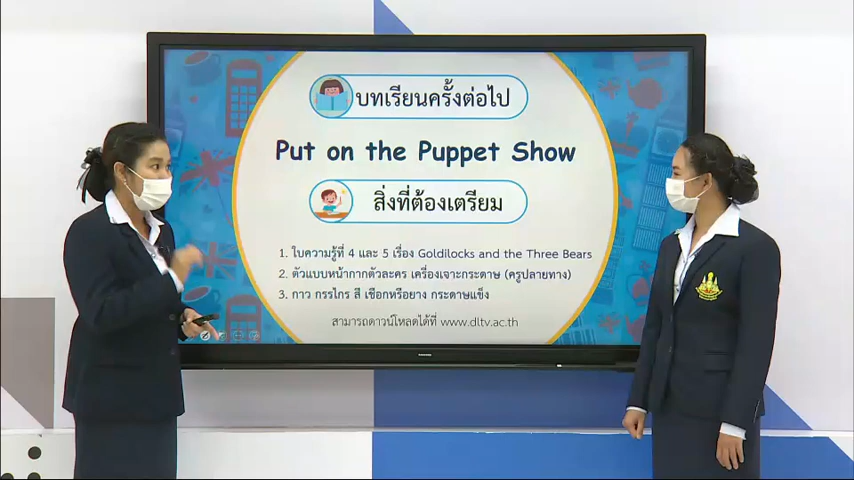 บทเรียนครั้งต่อไป
Put on the Puppet Show
สิ่งที่ต้องเตรียม
1. ใบความรู้ที่ 4 และ 5 เรื่อง Goldilocks and the Three Bears
2. ตัวแบบหน้ากากตัวละคร เครื่องเจาะกระดาษ (ครูปลายทาง)
3. กาว กรรไกร สี เชือกหรือยาง กระดาษแข็ง
สามารถดาวน์โหลดได้ที่ www.dltv.ac.th